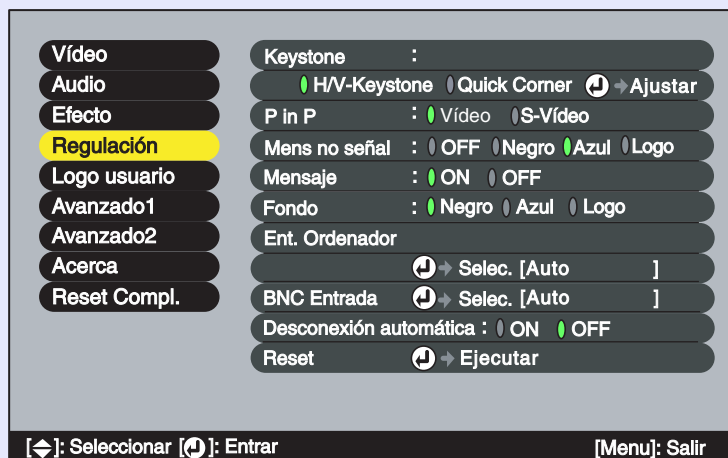 Vídeo
Audio
Efecto
Regulación
Logo usuario
Avanzado1
Avanzado2
Acerca
Reset Compl.
Keystone :
H/V-Keystone Quick Corner Ajustar
P in P : Vídeo S-Vídeo
Mens no señal : OFF Negro Azul Logo
Mensaje : ON OFF
Fondo : Negro Azul Logo
Ent. Ordenador
Selec. [Auto ]
BNC Entrada Selec. [Auto ]
Desconexión automática : ON OFF
Reset Ejecutar
[ ]: Seleccionar [ ]: Entrar [Menu]: Salir